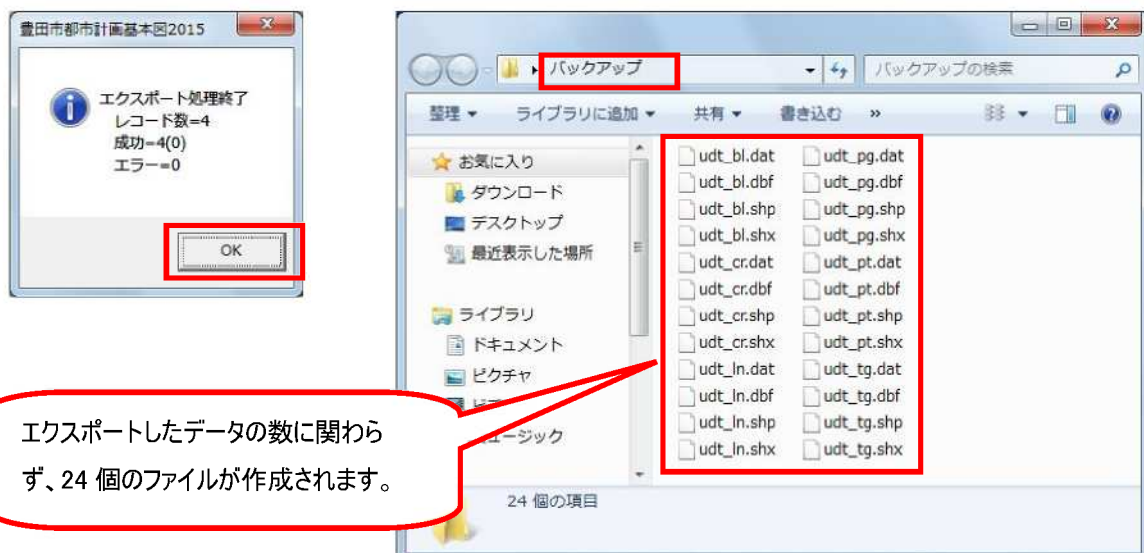 豊田市都市計画基本図2015
エクスポート処理終了
レコード数=4
成功=4(0)
エラー=0
OK
バックアップ
バックアップの検索
整理
ライブラリに追加
共有
書き込む
»
お気に入り
ダウンロード
デスクトップ
最近表示した場所
ライブラリ
ドキュメント
ピクチャ
ュージック
udt_bl.dat
udt_bl.dbf
udt_bl.shp
udt_bl.shx
udt_cr.dat
udt_cr.dbf
udt_cr.shp
udt_cr.shx
udt_ln.dat
udt_ln.dbf
udt_ln.shp
udt_ln.shx
udt_pg.dat
udt_pg.dbf
udt_pg.shp
udt_pg.shx
udt_pt.dat
udt_pt.dbf
udt_pt.shp
udt_pt.shx
udt_tg.dat
udt_tg.dbf
udt_tg.shp
udt_tg.shx
24 個の項目
エクスポートしたデータの数に関わら
ず、24 個のファイルが作成されます。